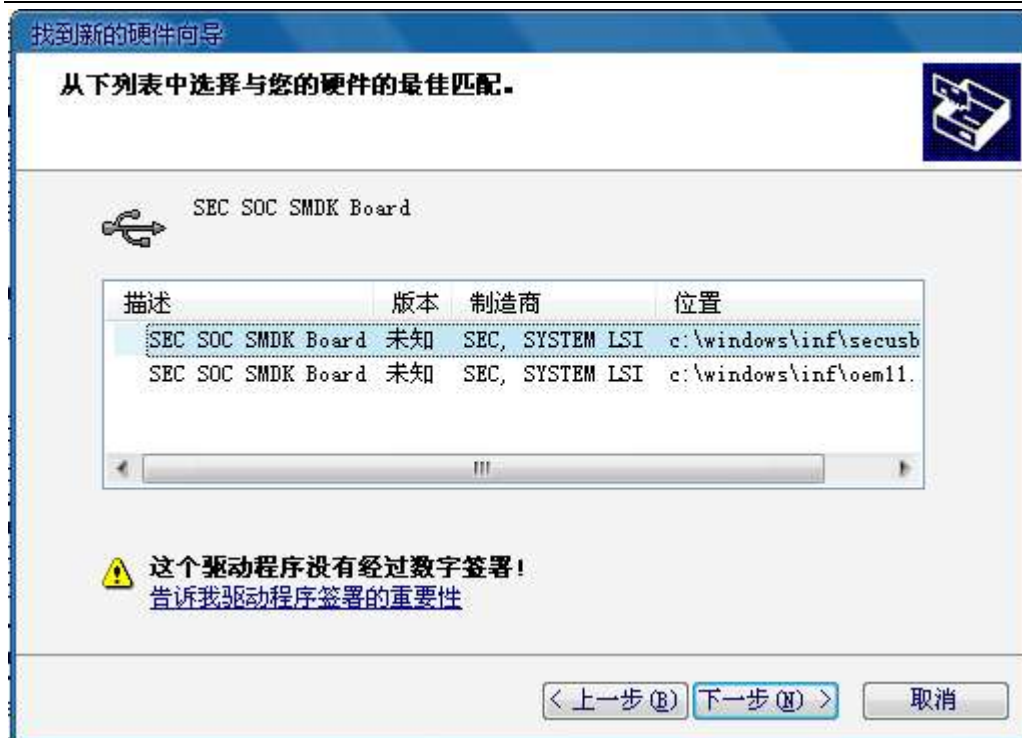 找到新的硬件向导
从下列表中选择与您的硬件的最佳匹配。
SEC SOC SMDK Board
描述 版本 制造商 位置
SEC SOC SMDK Board 未知 SEC, SYSTEM LSI c:\windows\inf\secusb
SEC SOC SMDK Board 未知 SEC, SYSTEM LSI c:\windows\inf\oem11.
这个驱动程序没有经过数字签署!
告诉我驱动程序签署的重要性
< 上一步(B) 下一步(N) > 取消